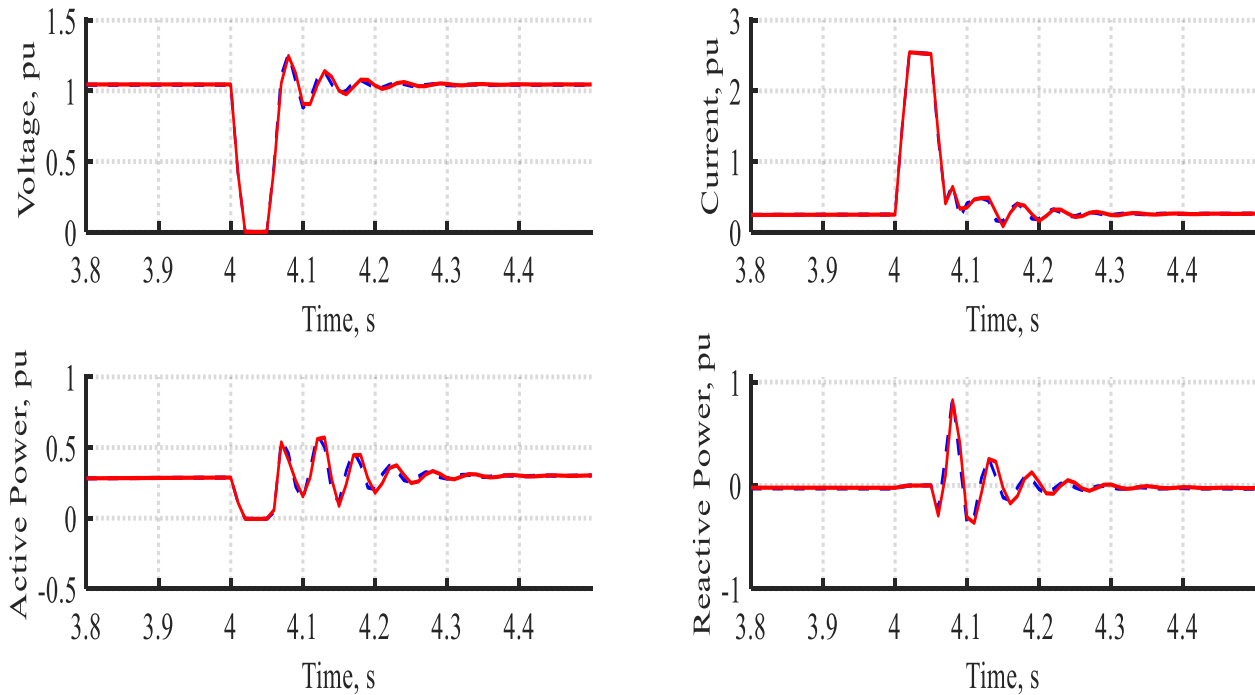 Voltage, pu
1.5
1
0.5
0
3.8 3.9 4 4.1 4.2 4.3 4.4
Time, s
Current, pu
3
2
1
0
3.8 3.9 4 4.1 4.2 4.3 4.4
Time, s
Active Power, pu
1
0.5
0
-0.5
3.8 3.9 4 4.1 4.2 4.3 4.4
Time, s
Reactive Power, pu
1
0
-1
3.8 3.9 4 4.1 4.2 4.3 4.4
Time, s